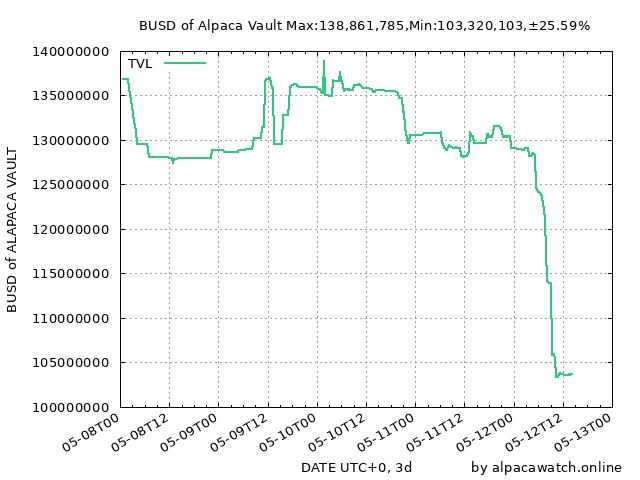 BUSD of Alpaca Vault Max:138,861,785,Min:103,320,103,±25.59%
140000000
TVL
135000000
130000000
125000000
120000000
115000000
110000000
105000000
100000000
BUSD of ALAPACA VAULT
05-08T00
05-08T12
05-09T00
05-09T12
05-10T00
05-10T12
05-11T00
05-11T12
05-12T00
05-12T12
05-13T00
DATE UTC+0, 3d
by alpacawatch.online